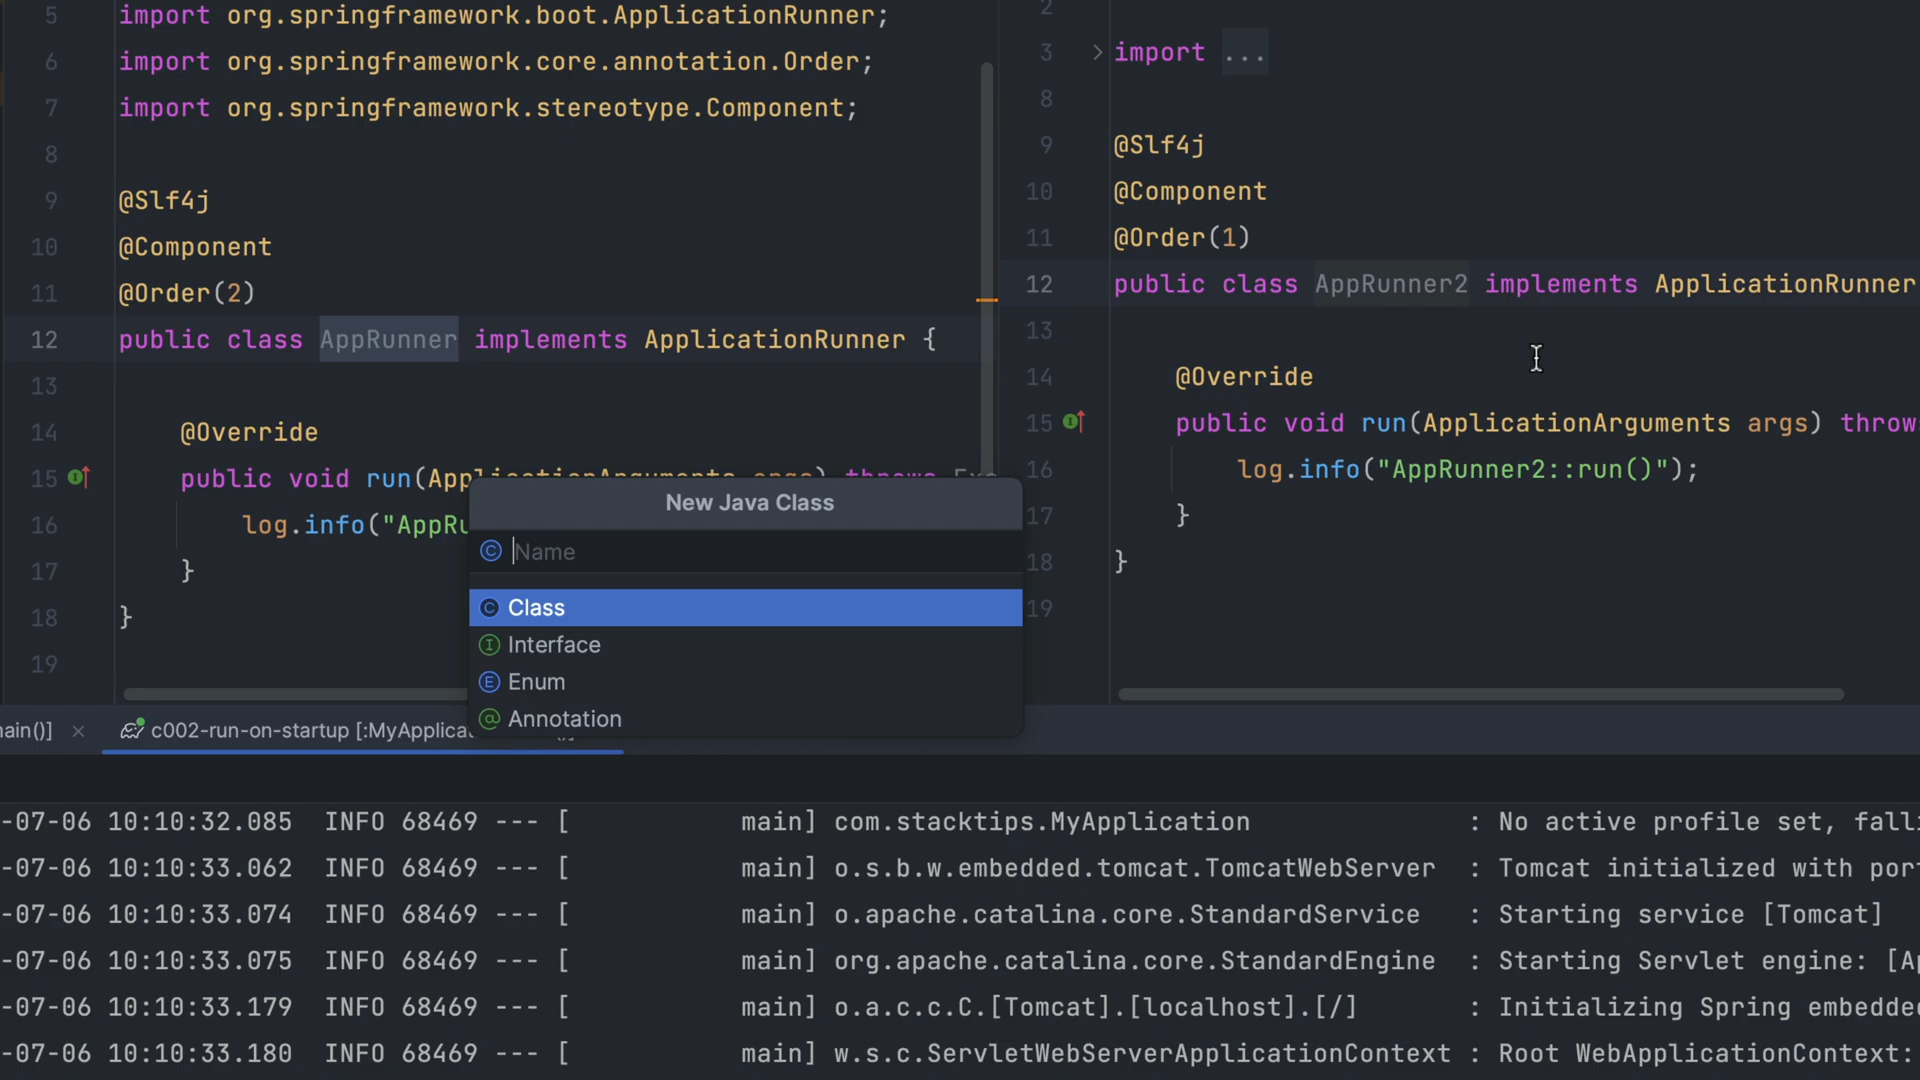 5 import org.springframework.boot.ApplicationRunner;
6 import org.springframework.core.annotation.Order;
7 import org.springframework.stereotype.Component;
8
9 @Slf4j
10 @Component
11 @Order(2)
12 public class AppRunner implements ApplicationRunner {
13
14 @Override
15 public void run(ApplicationArguments args) throws Exc
16 log.info("AppRu
17 }
18 }
19
2
3 import ...
8
9 @Slf4j
10 @Component
11 @Order(1)
12 public class AppRunner2 implements ApplicationRunner
13
14 @Override
15 public void run(ApplicationArguments args) throw
16 log.info("AppRunner2::run()");
17 }
18 }
19
New Java Class
C Name
C Class
I Interface
E Enum
@ Annotation
ain()] × c002-run-on-startup [:MyApplica
-07-06 10:10:32.085 INFO 68469 --- [ main] com.stacktips.MyApplication : No active profile set, falli
-07-06 10:10:33.062 INFO 68469 --- [ main] o.s.b.w.embedded.tomcat.TomcatWebServer : Tomcat initialized with por
-07-06 10:10:33.074 INFO 68469 --- [ main] o.apache.catalina.core.StandardService : Starting service [Tomcat]
-07-06 10:10:33.075 INFO 68469 --- [ main] org.apache.catalina.core.StandardEngine : Starting Servlet engine: [Ap
-07-06 10:10:33.179 INFO 68469 --- [ main] o.a.c.c.C.[Tomcat].[localhost].[/] : Initializing Spring embedded
-07-06 10:10:33.180 INFO 68469 --- [ main] w.s.c.ServletWebServerApplicationContext : Root WebApplicationContext: